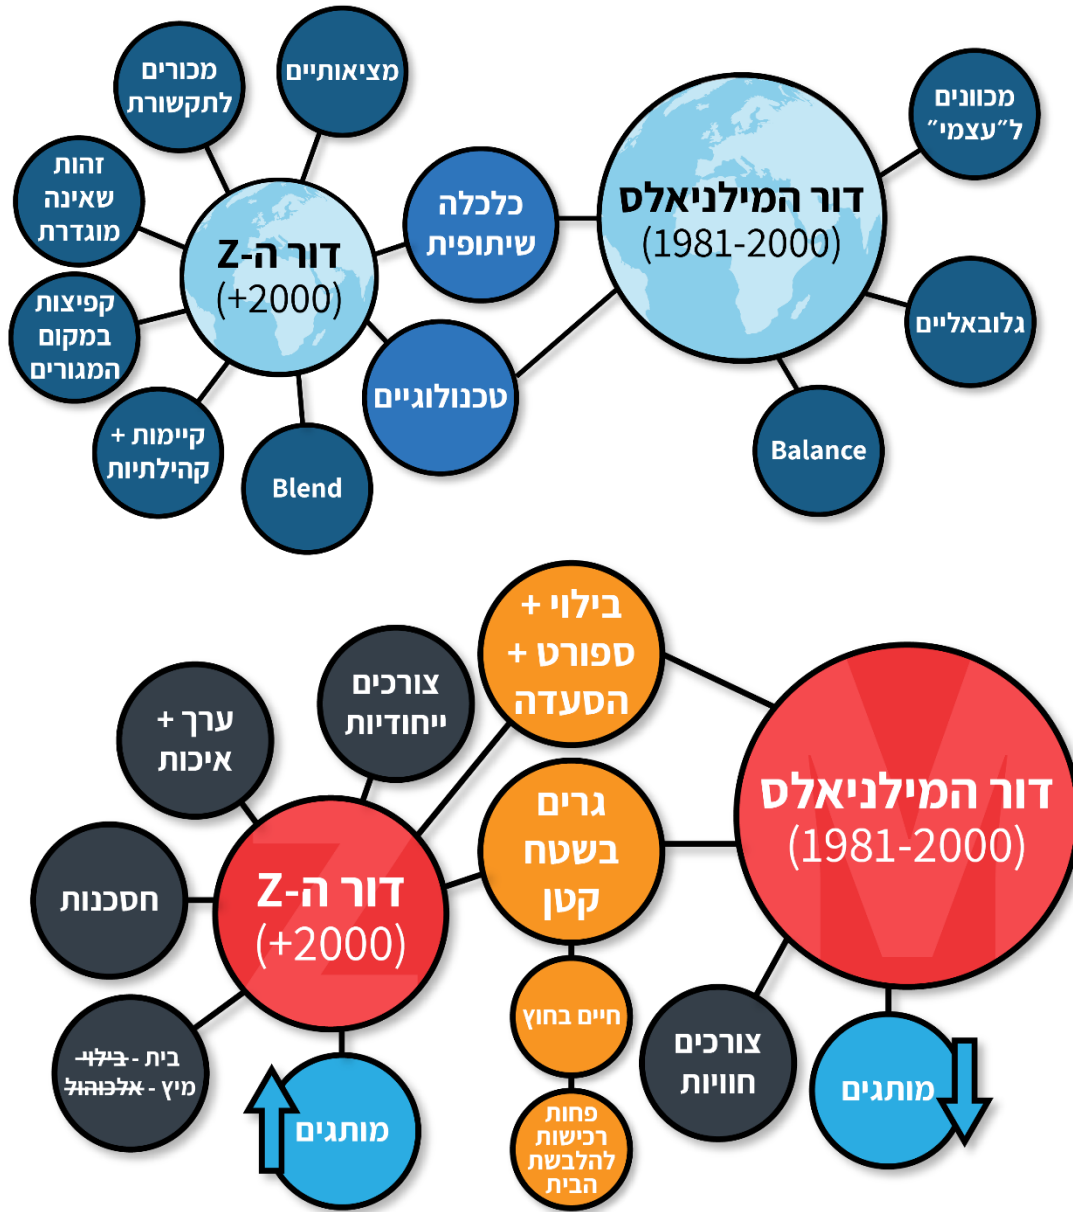 דור המילניאלס
(1981-2000)
מכוונים
ל״עצמי״
גלובאליים
Balance
כלכלה
שיתופית
טכנולוגיים
דור ה-Z
(+2000)
מציאותיים
מכורים
לתקשורת
זהות
שאינה
מוגדרת
קפיצות
במקום
המגורים
קיימות +
קהילתיות
Blend
דור המילניאלס
(1981-2000)
מותגים
צורכים
חוויות
בילוי +
ספורט +
הסעדה
גרים
בשטח
קטן
חיים בחוץ
פחות
רכישות
להלבשת
הבית
דור ה-Z
(+2000)
צורכים
ייחודיות
ערך +
איכות
חסכנות
בית - בילוי
מיץ - אלכוהול
מותגים